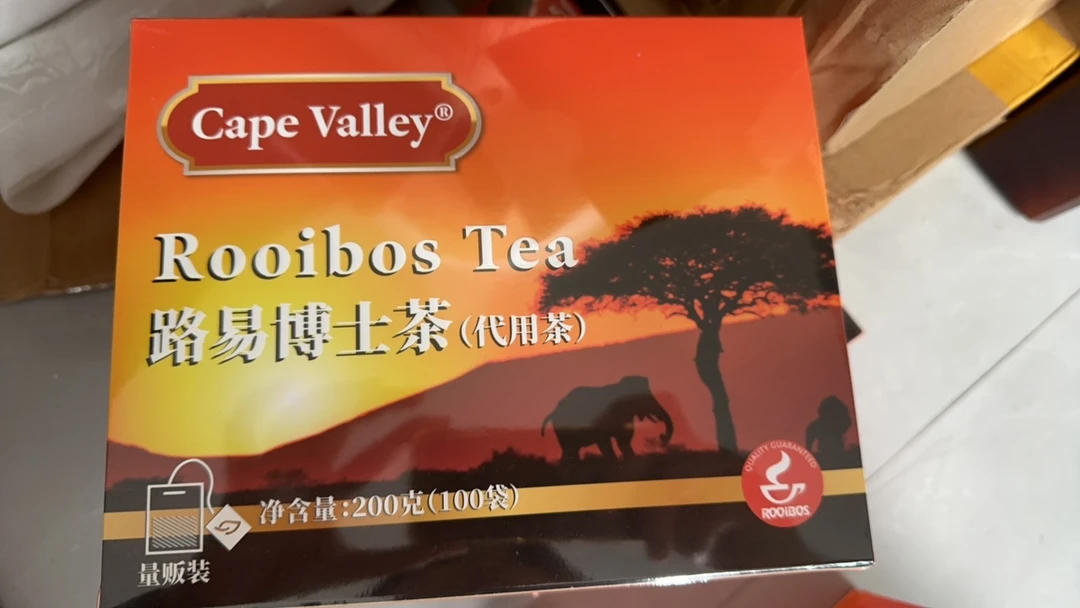 Cape Valley®
Rooibos Tea
路易博士茶(代用茶)
净含量:200克(100袋)
量贩装
QUALITY GUARANTEED
ROOIBOS